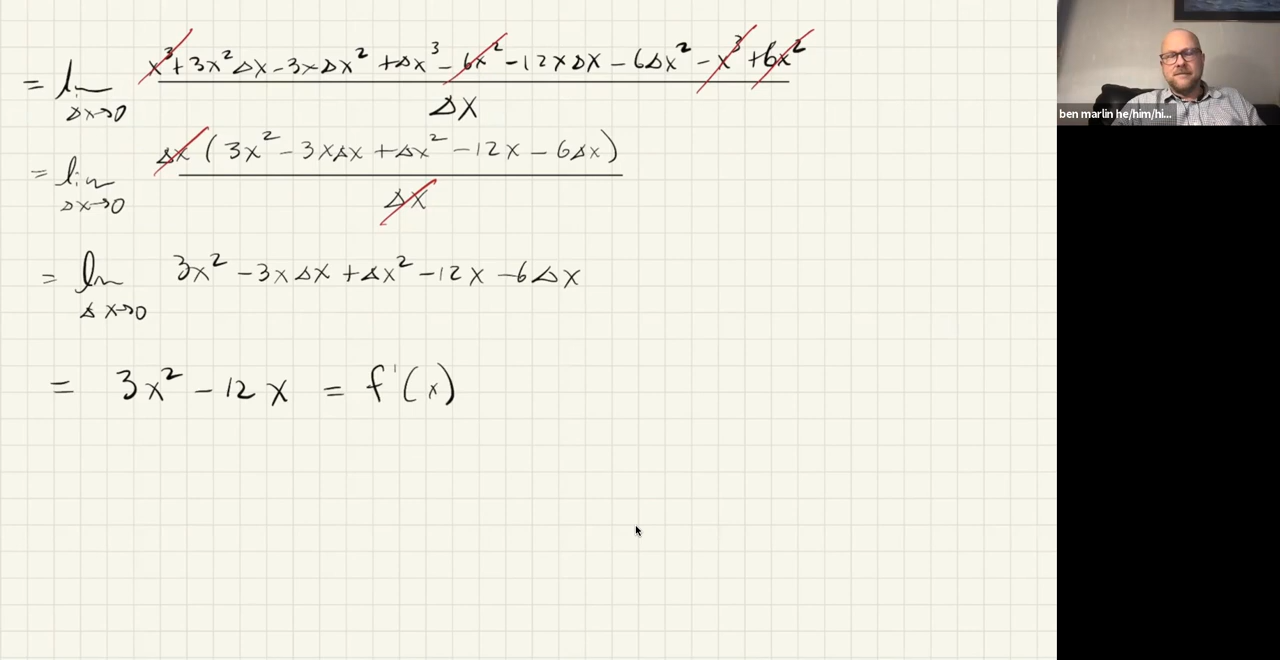 = lim x³+3x²Δx-3xΔx²+Δx³-6x²-12xΔx-6Δx²-x³+6x²
Δx→0 Δx
= lim Δx(3x²-3xΔx+Δx²-12x-6Δx)
Δx→0 Δx
= lim 3x²-3xΔx+Δx²-12x-6Δx
Δx→0
= 3x²-12x = f'(x)
ben marlin he/him/hi...